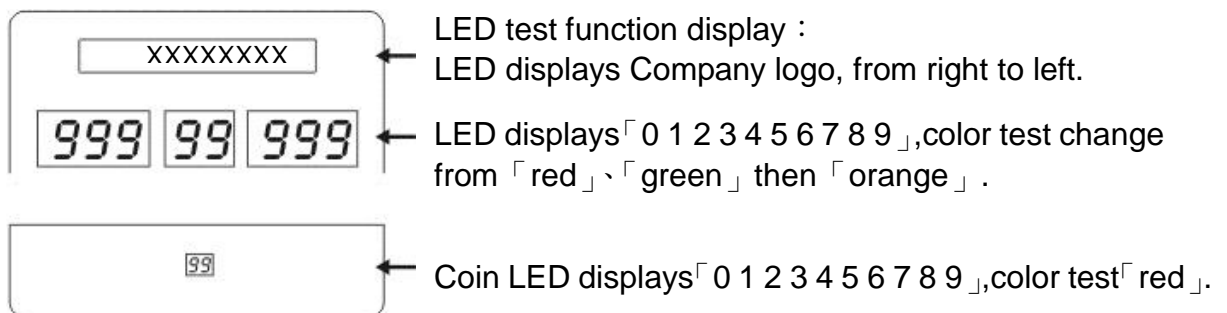 XXXXXXXX
LED test function display：
LED displays Company logo, from right to left.
999 99 999
LED displays「0 1 2 3 4 5 6 7 8 9」,color test change
from「red」、「green」then「orange」.
99
Coin LED displays「0 1 2 3 4 5 6 7 8 9」,color test「red」.